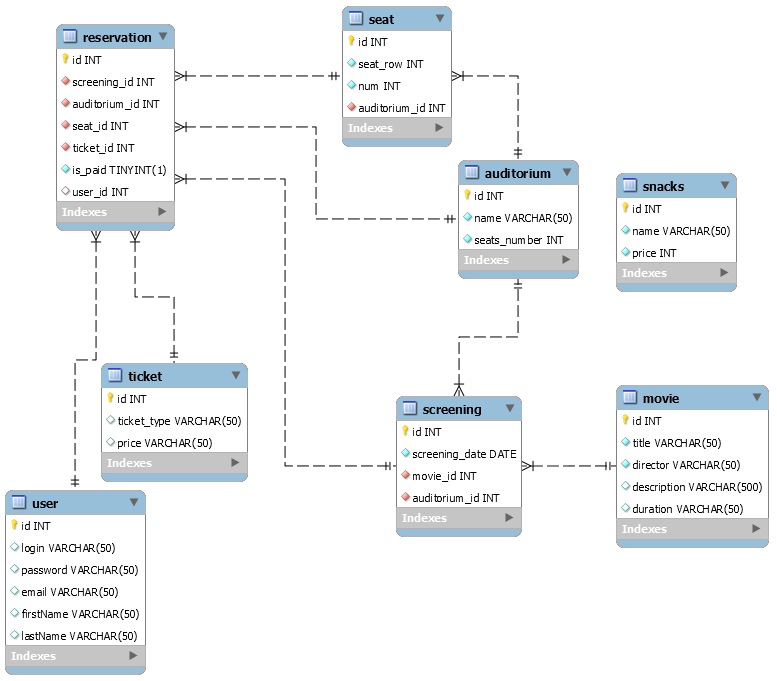 reservation
id INT
screening_id INT
auditorium_id INT
seat_id INT
ticket_id INT
is_paid TINYINT(1)
user_id INT
Indexes
seat
id INT
seat_row INT
num INT
auditorium_id INT
Indexes
auditorium
id INT
name VARCHAR(50)
seats_number INT
Indexes
snacks
id INT
name VARCHAR(50)
price INT
Indexes
ticket
id INT
ticket_type VARCHAR(50)
price VARCHAR(50)
Indexes
screening
id INT
screening_date DATE
movie_id INT
auditorium_id INT
Indexes
movie
id INT
title VARCHAR(50)
director VARCHAR(50)
description VARCHAR(500)
duration VARCHAR(50)
Indexes
user
id INT
login VARCHAR(50)
password VARCHAR(50)
email VARCHAR(50)
firstName VARCHAR(50)
lastName VARCHAR(50)
Indexes